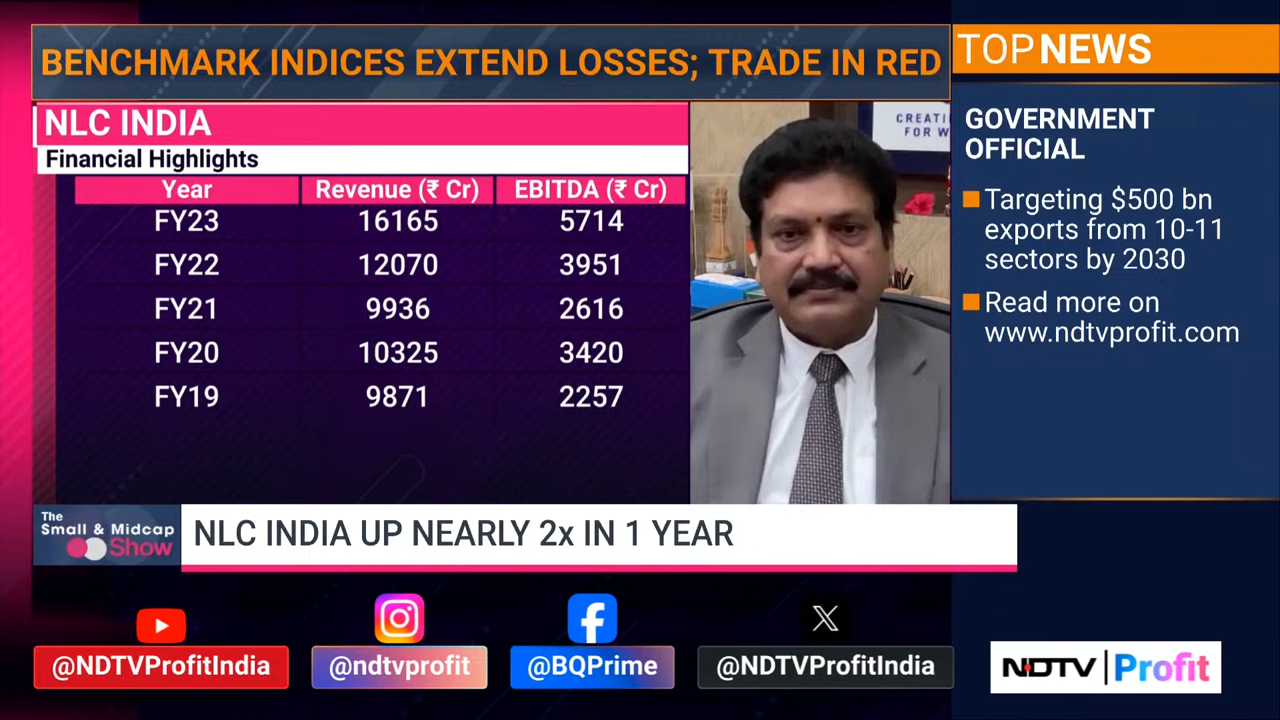 BENCHMARK INDICES EXTEND LOSSES; TRADE IN RED
TOP NEWS
NLC INDIA
Financial Highlights
Year Revenue (₹ Cr) EBITDA (₹ Cr)
FY23 16165 5714
FY22 12070 3951
FY21 9936 2616
FY20 10325 3420
FY19 9871 2257
CREATI
FOR W
GOVERNMENT
OFFICIAL
Targeting $500 bn
exports from 10-11
sectors by 2030
Read more on
www.ndtvprofit.com
The
Small & Midcap
Show
NLC INDIA UP NEARLY 2x IN 1 YEAR
@NDTVProfitIndia
@ndtvprofit
@BQPrime
@NDTVProfitIndia
NDTV Profit